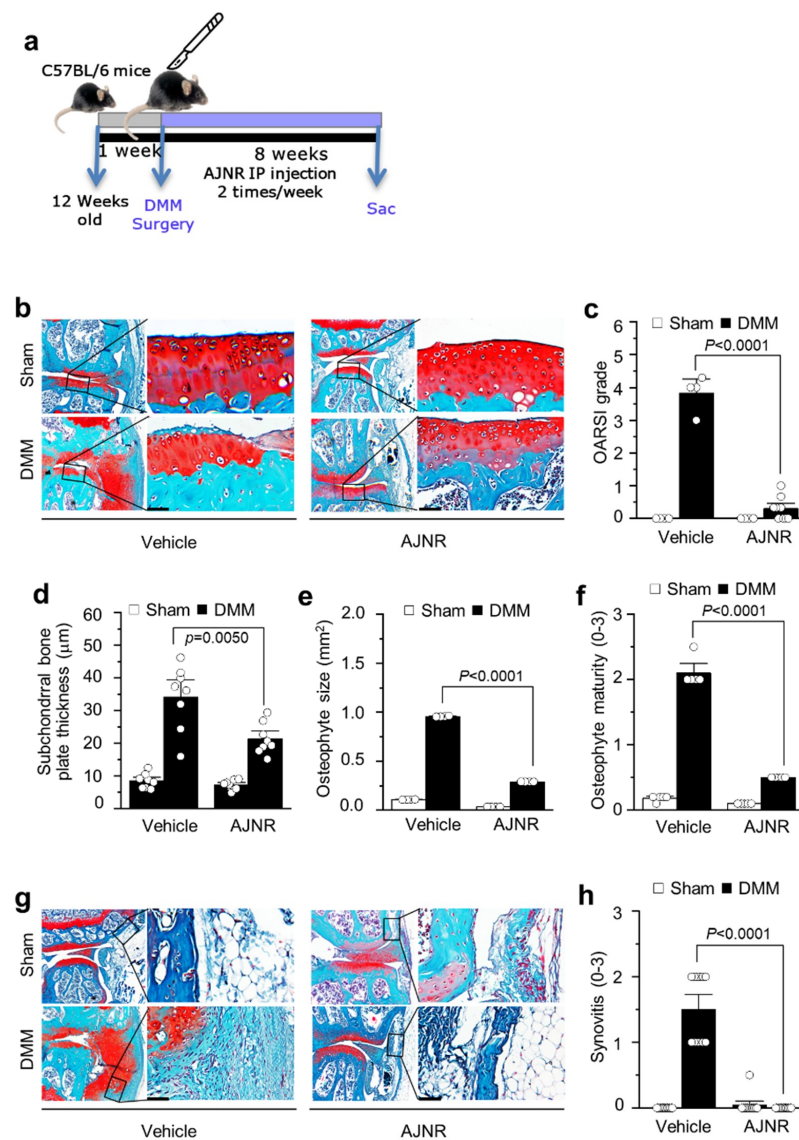 a
C57BL/6 mice
1 week
8 weeks
AJNR IP injection
2 times/week
12 Weeks
old
DMM
Surgery
Sac
b
Sham
DMM
Vehicle
AJNR
c
Sham DMM
P<0.0001
OARSI grade
6
5
4
3
2
1
0
Vehicle AJNR
d
Sham DMM
p=0.0050
Subchondrral bone
plate thickness (μm)
60
50
40
30
20
10
0
Vehicle AJNR
e
Sham DMM
P<0.0001
Osteophyte size (mm²)
2.0
1.5
1.0
0.5
0.0
Vehicle AJNR
f
Sham DMM
P<0.0001
Osteophyte maturity (0-3)
3
2
1
0
Vehicle AJNR
g
Sham
DMM
Vehicle
AJNR
h
Sham DMM
P<0.0001
Synovitis (0-3)
3
2
1
0
Vehicle AJNR